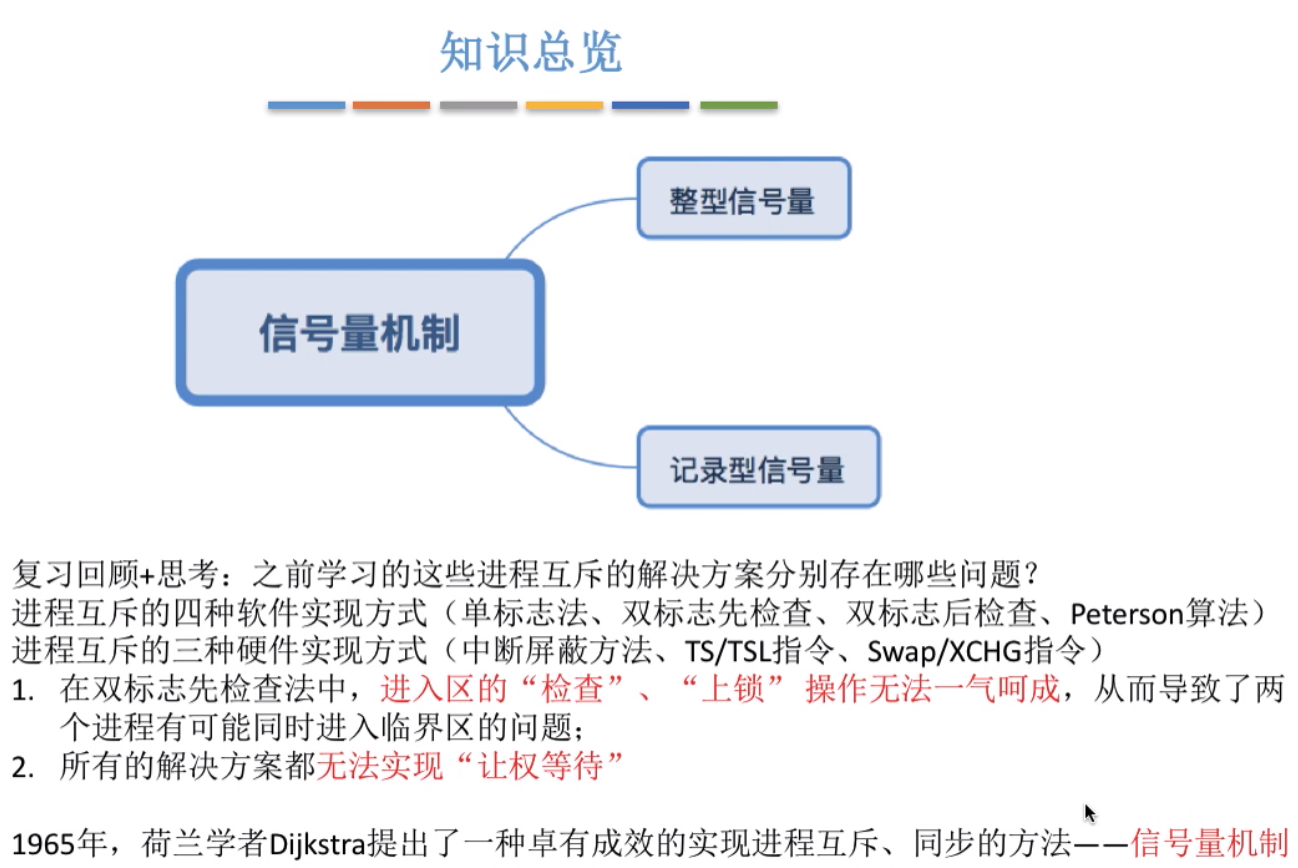 知识总览
整型信号量
信号量机制
记录型信号量
复习回顾+思考：之前学习的这些进程互斥的解决方案分别存在哪些问题？
进程互斥的四种软件实现方式（单标志法、双标志先检查、双标志后检查、Peterson算法）
进程互斥的三种硬件实现方式（中断屏蔽方法、TS/TSL指令、Swap/XCHG指令）
1. 在双标志先检查法中，进入区的“检查”、“上锁” 操作无法一气呵成，从而导致了两
个进程有可能同时进入临界区的问题；
2. 所有的解决方案都无法实现“让权等待”
1965年，荷兰学者Dijkstra提出了一种卓有成效的实现进程互斥、同步的方法——信号量机制